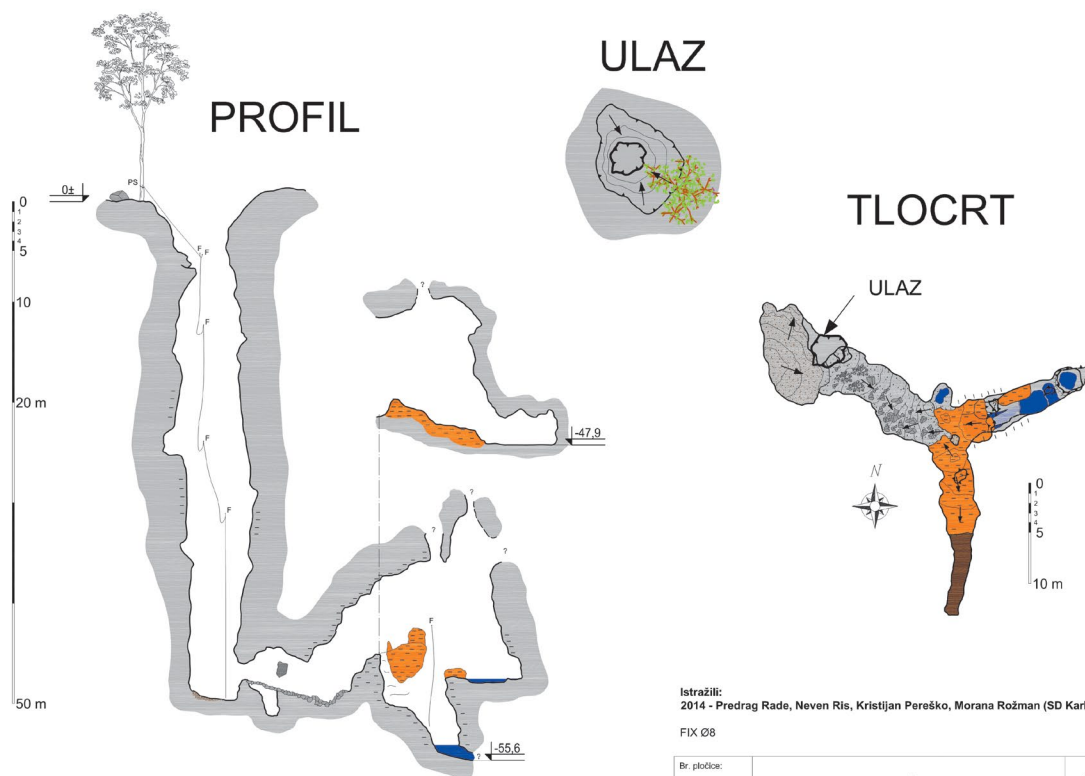 PROFIL
ULAZ
TLOCRT
PS
0±
0
1
2
3
4
5
10
20 m
50 m
F F
F
F
F
?
-47,9
?
?
?
F
?
-55,6
ULAZ
N
0
1
2
3
4
5
10 m
Istražili:
2014 - Predrag Rade, Neven Ris, Kristijan Pereško, Morana Rožman (SD Karl
FIX Ø8
Br. pločice: